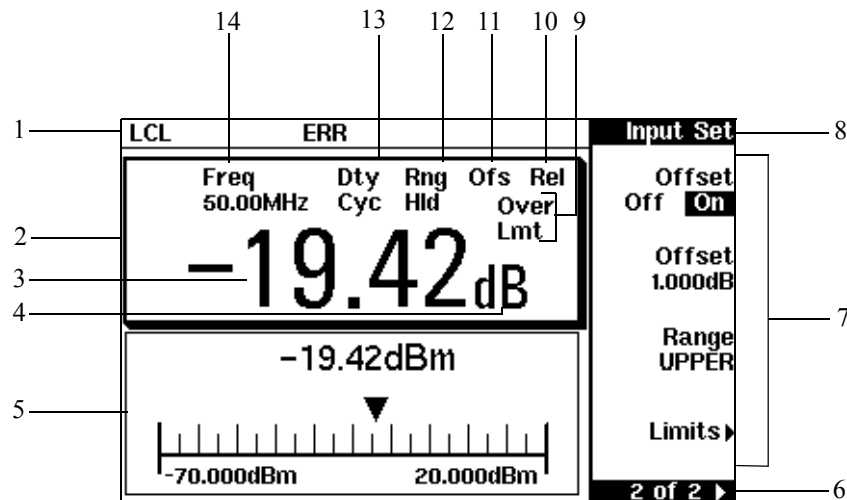 14 13 12 11 10 9
1 LCL ERR Input Set 8
Freq Dty Rng Ofs Rel Offset
50.00MHz Cyc Hld Over Off On
Lmt
2
3 -19.42dB Offset
1.000dB
4
7
Range
UPPER
-19.42dBm
5
Limits
-70.000dBm 20.000dBm
2 of 2 6